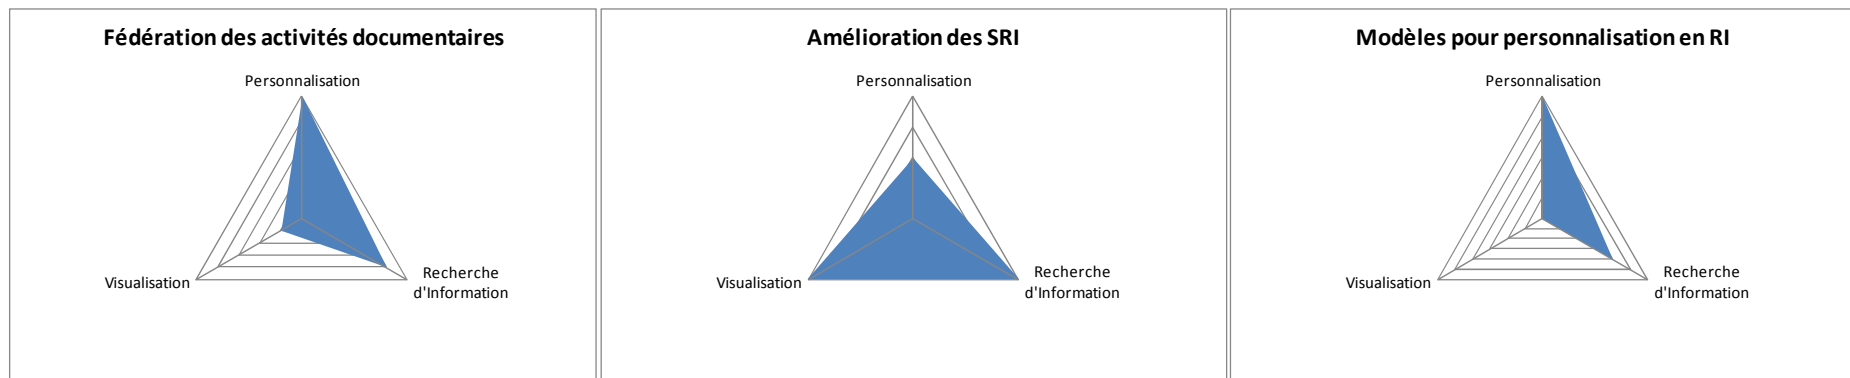 Fédération des activités documentaires
Personnalisation
Visualisation
Recherche
d'Information
Amélioration des SRI
Personnalisation
Visualisation
Recherche
d'Information
Modèles pour personnalisation en RI
Personnalisation
Visualisation
Recherche
d'Information